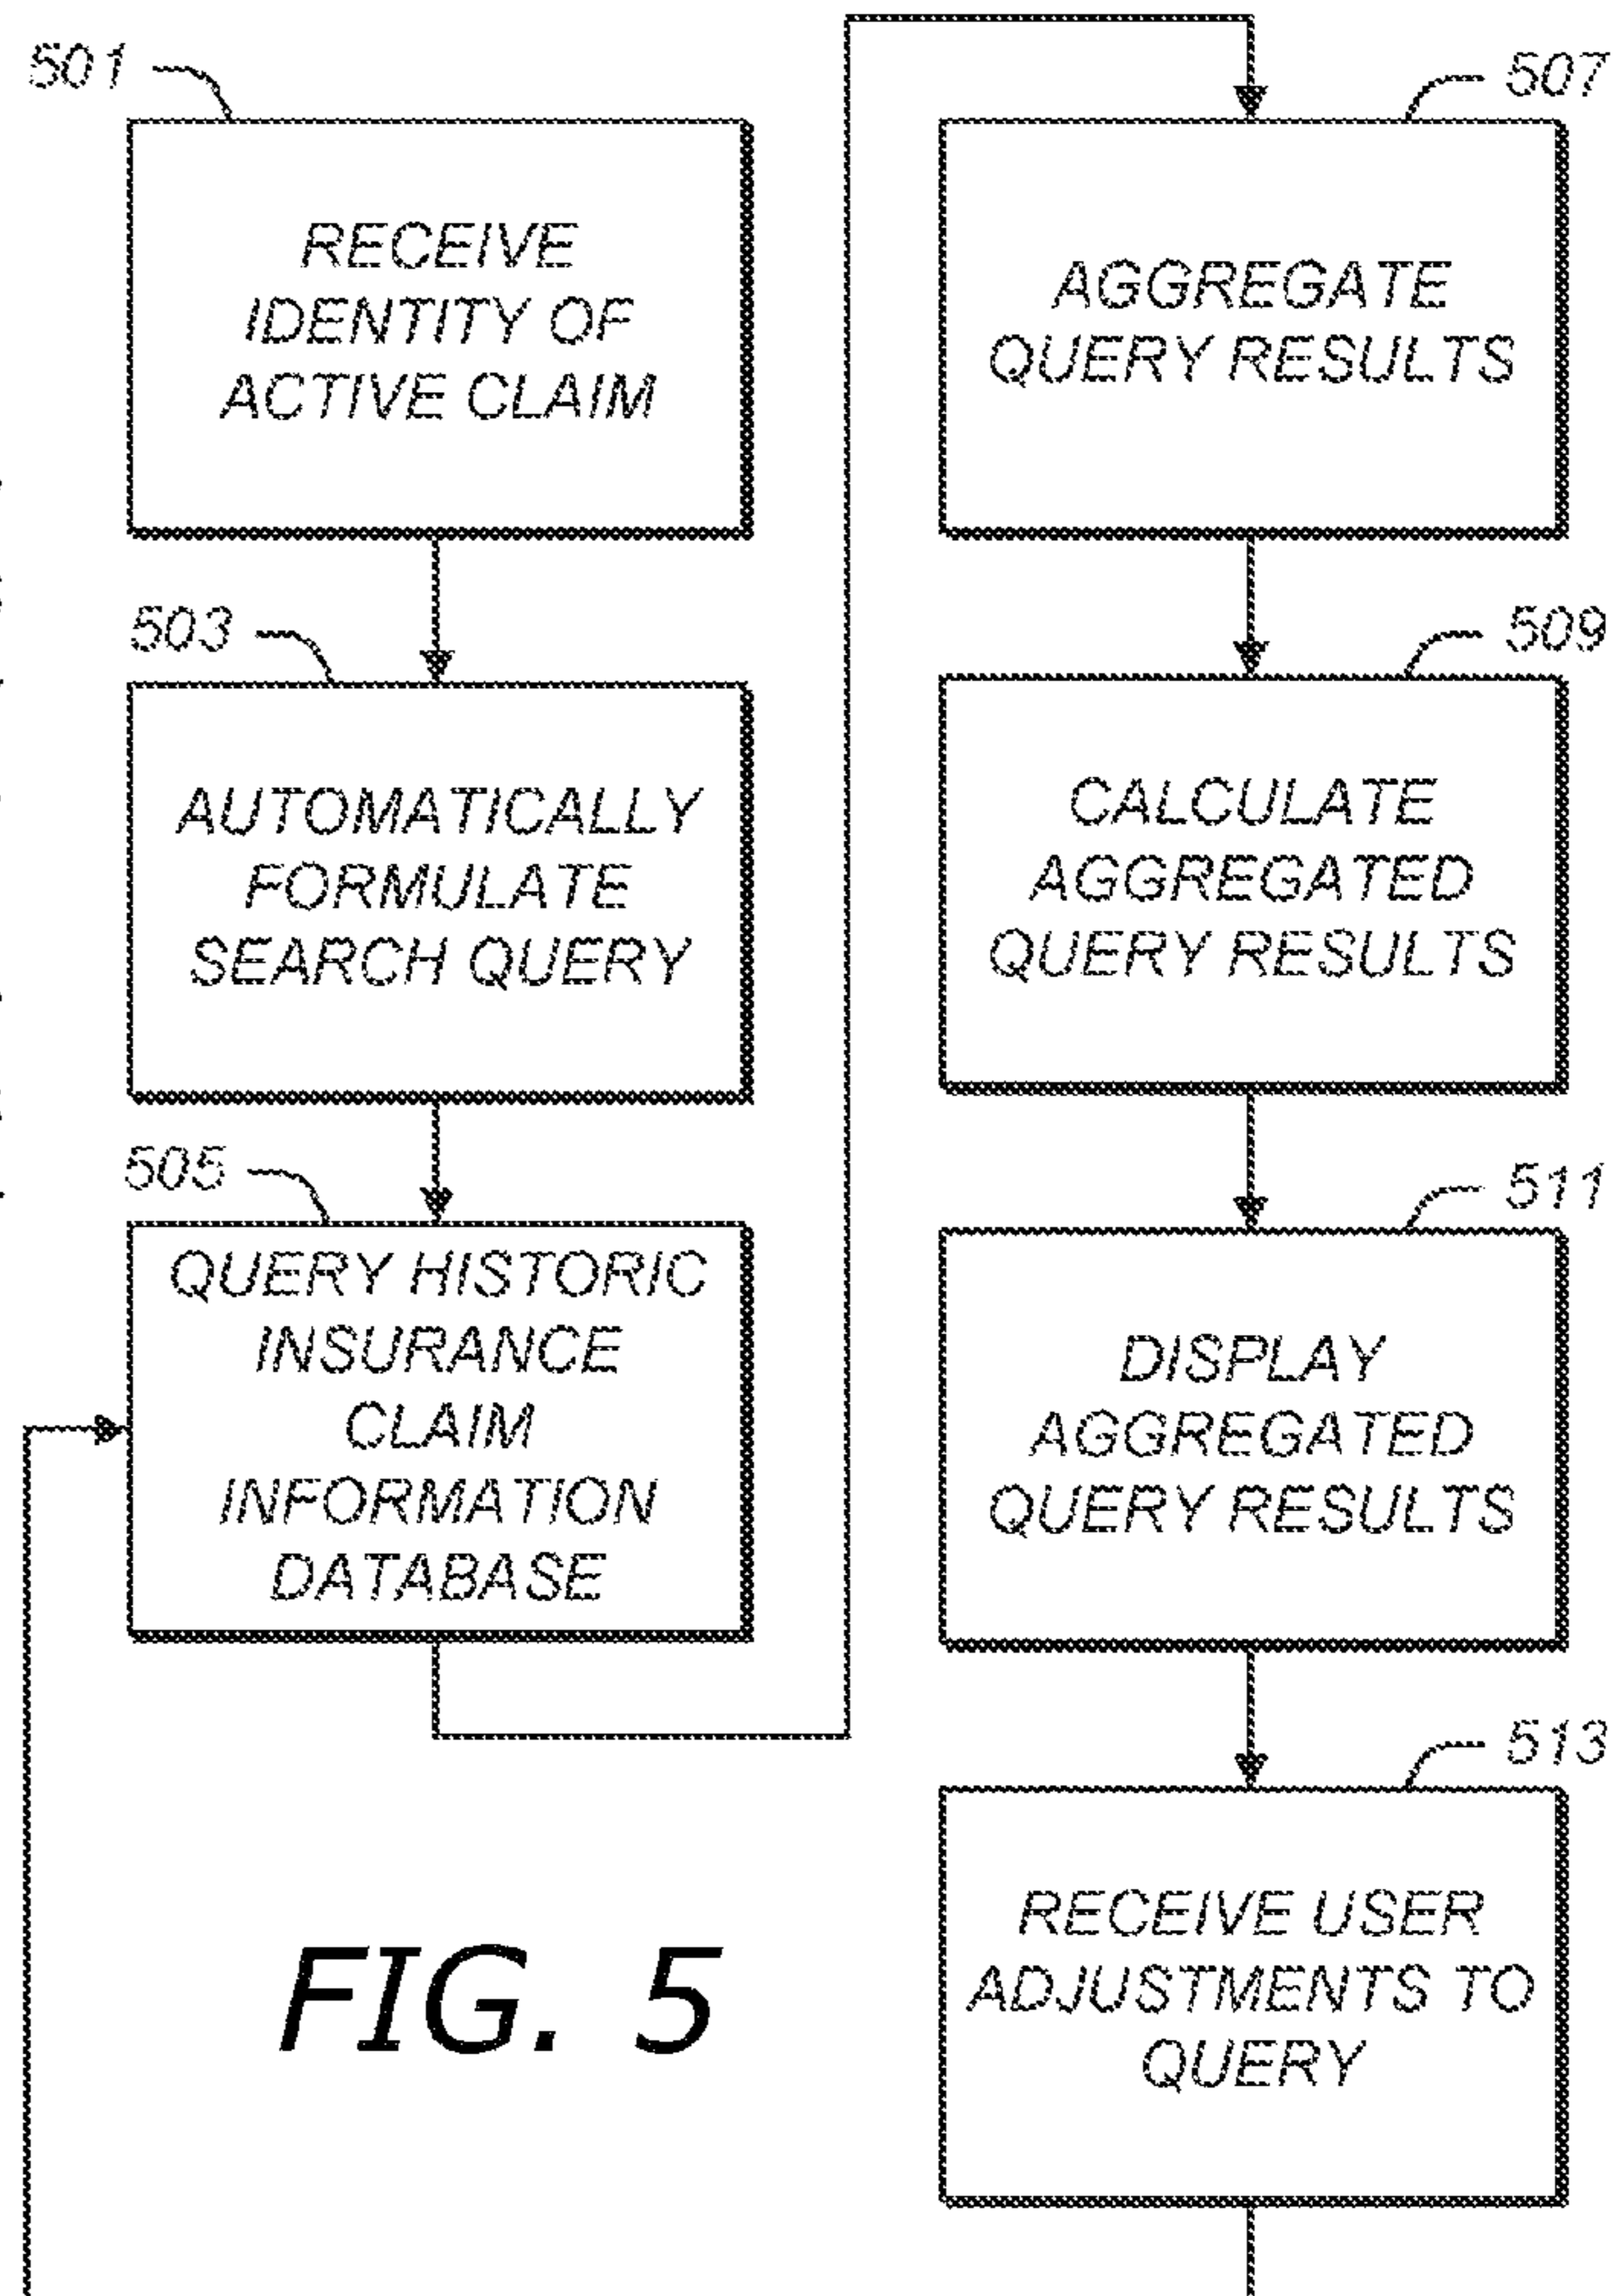 501
RECEIVE
IDENTITY OF
ACTIVE CLAIM
503
AUTOMATICALLY
FORMULATE
SEARCH QUERY
505
QUERY HISTORIC
INSURANCE
CLAIM
INFORMATION
DATABASE
507
AGGREGATE
QUERY RESULTS
509
CALCULATE
AGGREGATED
QUERY RESULTS
511
DISPLAY
AGGREGATED
QUERY RESULTS
513
RECEIVE USER
ADJUSTMENTS TO
QUERY
FIG. 5